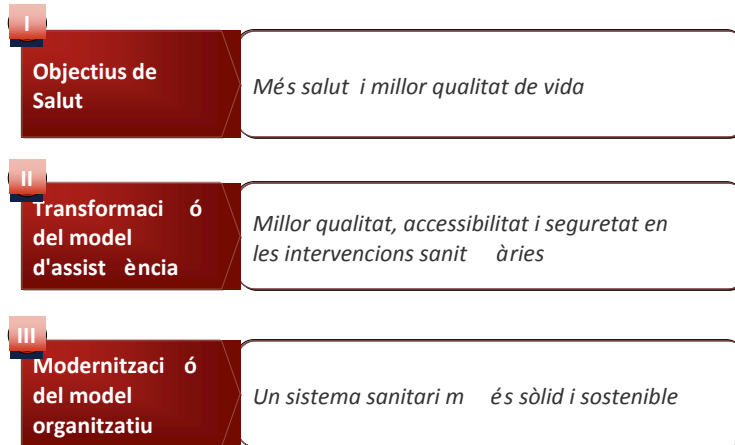 I
Objectius de
Salut
Més salut i millor qualitat de vida
II
Transformació
del model
d'assistència
Millor qualitat, accessibilitat i seguretat en
les intervencions sanitàries
III
Modernització
del model
organitzatiu
Un sistema sanitari més sòlid i sostenible